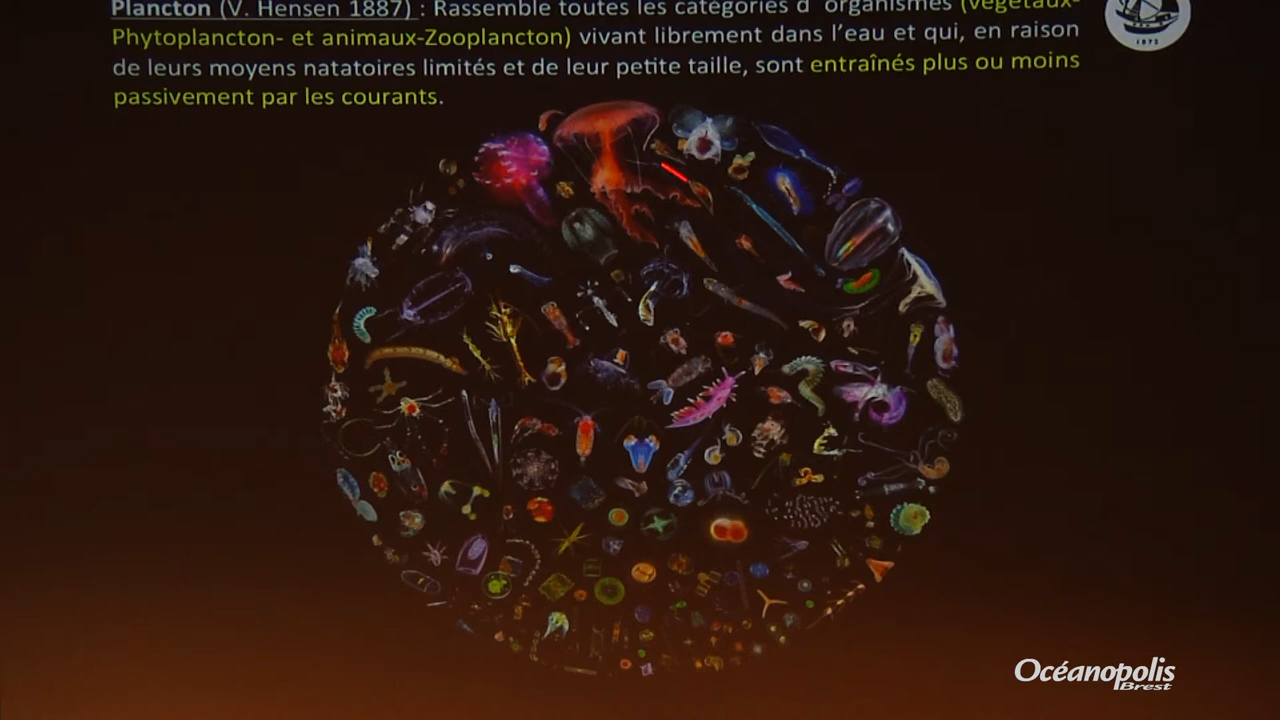 Plancton (V. Hensen 1887) : Rassemble toutes les catégories d' organismes (végétaux-
Phytoplancton- et animaux-Zooplancton) vivant librement dans l'eau et qui, en raison
de leurs moyens natatoires limités et de leur petite taille, sont entraînés plus ou moins
passivement par les courants.
1872
Océanopolis
Brest